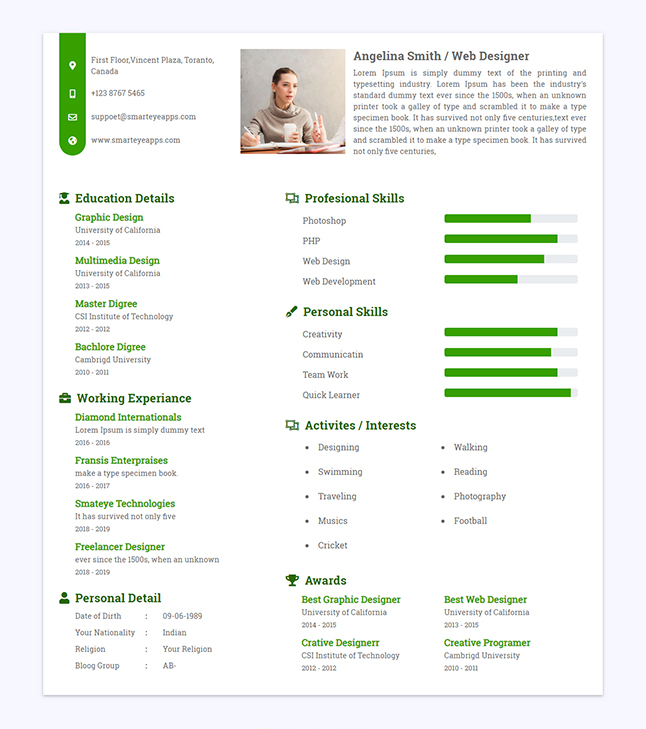 First Floor,Vincent Plaza, Toranto,
Canada
+123 8767 5465
suppoet@smarteyeapps.com
www.smarteyeapps.com
Angelina Smith / Web Designer
Lorem Ipsum is simply dummy text of the printing and
typesetting industry. Lorem Ipsum has been the industry's
standard dummy text ever since the 1500s, when an unknown
printer took a galley of type and scrambled it to make a type
specimen book. It has survived not only five centuries,text ever
since the 1500s, when an unknown printer took a galley of type
and scrambled it to make a type specimen book. It has survived
not only five centuries,
Education Details
Graphic Design
University of California
2014 - 2015
Multimedia Design
University of California
2013 - 2015
Master Digree
CSI Institute of Technology
2012 - 2012
Bachlore Digree
Cambrigd University
2010 - 2011
Working Experiance
Diamond Internationals
Lorem Ipsum is simply dummy text
2016 - 2016
Fransis Enterpraises
make a type specimen book.
2016 - 2017
Smateye Technologies
It has survived not only five
2018 - 2019
Freelancer Designer
ever since the 1500s, when an unknown
2018 - 2019
Personal Detail
Date of Dirth : 09-06-1989
Your Nationality : Indian
Religion : Your Religion
Bloog Group : AB-
Profesional Skills
Photoshop
PHP
Web Design
Web Development
Personal Skills
Creativity
Communicatin
Team Work
Quick Learner
Activites / Interests
Designing Walking
Swimming Reading
Traveling Photography
Musics Football
Cricket
Awards
Best Graphic Designer
University of California
2014 - 2015
Best Web Designer
University of California
2013 - 2015
Crative Designerr
CSI Institute of Technology
2012 - 2012
Creative Programer
Cambrigd University
2010 - 2011